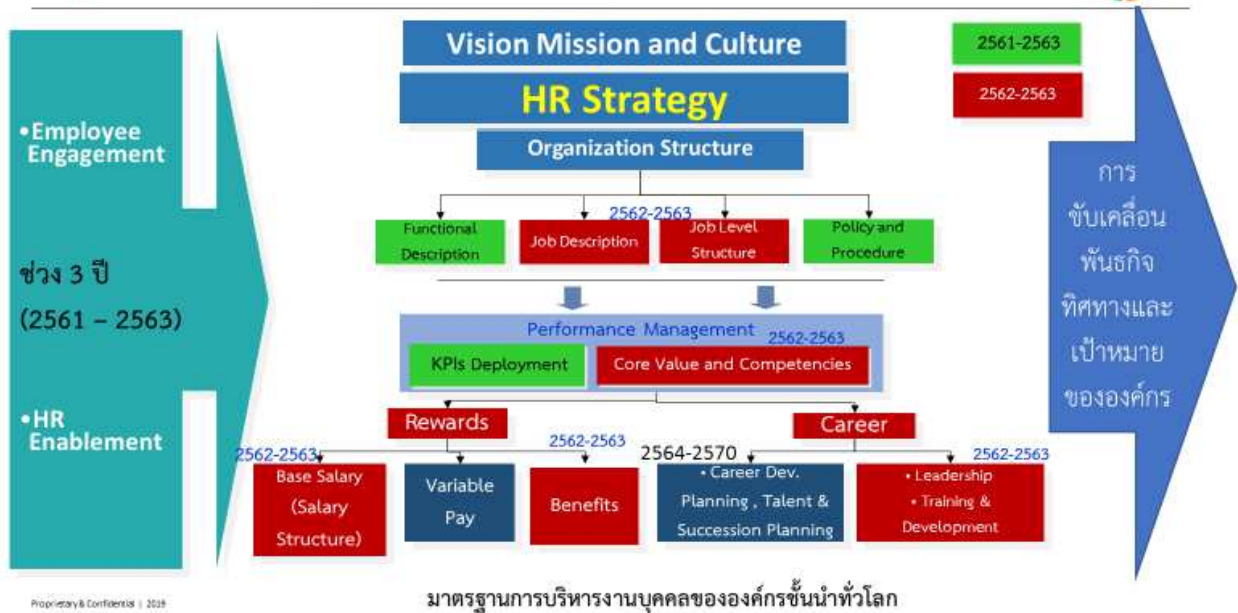 Vision Mission and Culture
2561-2563
HR Strategy
2562-2563
•Employee
Engagement
Organization Structure
การ
ขับเคลื่อน
พันธกิจ
ทิศทางและ
เป้าหมาย
ขององค์กร
2562-2563
Functional
Description
Job Description
Job Level
Structure
Policy and
Procedure
ช่วง 3 ปี
(2561 – 2563)
Performance Management
2562-2563
KPIs Deployment
Core Value and Competencies
•HR
Enablement
Rewards
Career
2562-2563
2562-2563
2564-2570
2562-2563
Base Salary
(Salary
Structure)
Variable
Pay
Benefits
• Career Dev.
Planning , Talent &
Succession Planning
• Leadership
• Training &
Development
Proprietary & Confidential | 2019
มาตรฐานการบริหารงานบุคคลขององค์กรชั้นนำทั่วโลก